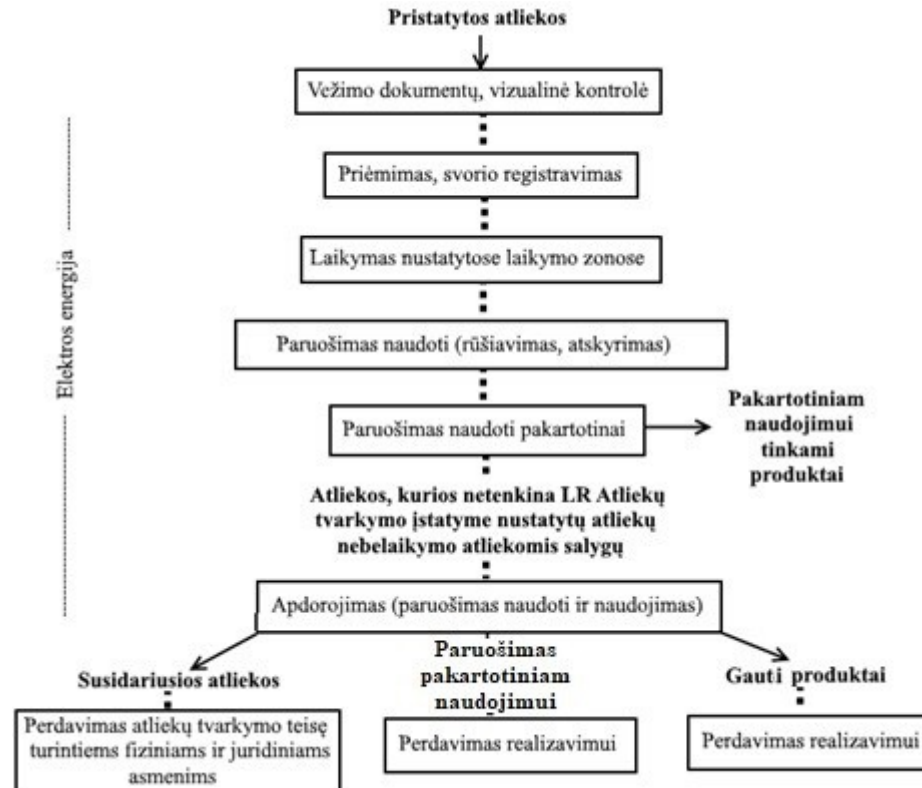 Pristatytos atliekos
Vežimo dokumentų, vizualinė kontrolė
Priėmimas, svorio registravimas
Laikymas nustatytose laikymo zonose
Elektros energija
Paruošimas naudoti (rūšiavimas, atskyrimas)
Paruošimas naudoti pakartotinai
Pakartotiniam
naudojimui
tinkami
produktai
Atliekos, kurios netenkina LR Atliekų
tvarkymo įstatyme nustatytų atliekų
nebelaikymo atliekomis salygų
Apdorojimas (paruošimas naudoti ir naudojimas)
Susidariusios atliekos
Perdavimas atliekų tvarkymo teisę
turintiems fiziniams ir juridiniams
asmenims
Paruošimas
pakartotiniam
naudojimui
Perdavimas realizavimui
Gauti produktai
Perdavimas realizavimui